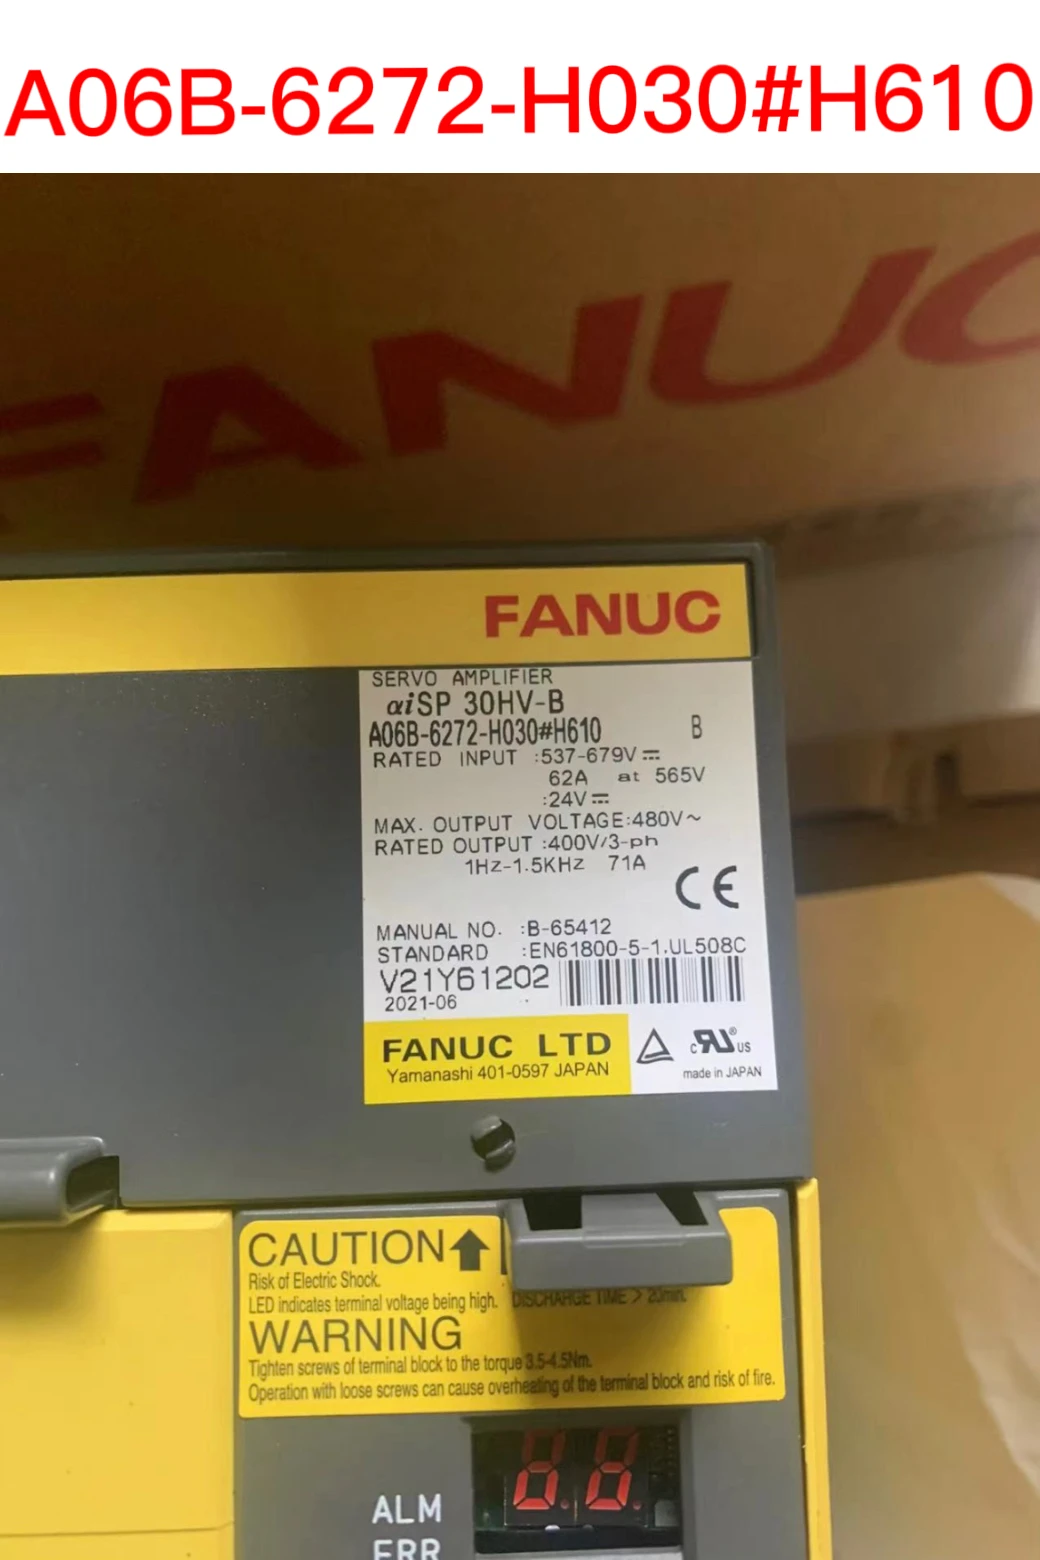 A06B-6272-H030#H610
FANUC
FANUC
SERVO AMPLIFIER
αiSP 30HV-B
A06B-6272-H030#H610 B
RATED INPUT :537-679V⎓
62A at 565V
:24V⎓
MAX. OUTPUT VOLTAGE:480V~
RATED OUTPUT :400V/3-ph
1Hz-1.5KHz 71A
CE
MANUAL NO. :B-65412
STANDARD :EN61800-5-1.UL508C
V21Y61202
2021-06
FANUC LTD
Yamanashi 401-0597 JAPAN
c RU ® US
made in JAPAN
CAUTION
Risk of Electric Shock.
LED indicates terminal voltage being high. DISCHARGE TIME > 20min.
WARNING
Tighten screws of terminal block to the torque 3.5-4.5Nm.
Operation with loose screws can cause overheating of the terminal block and risk of fire.
ALM
ERR